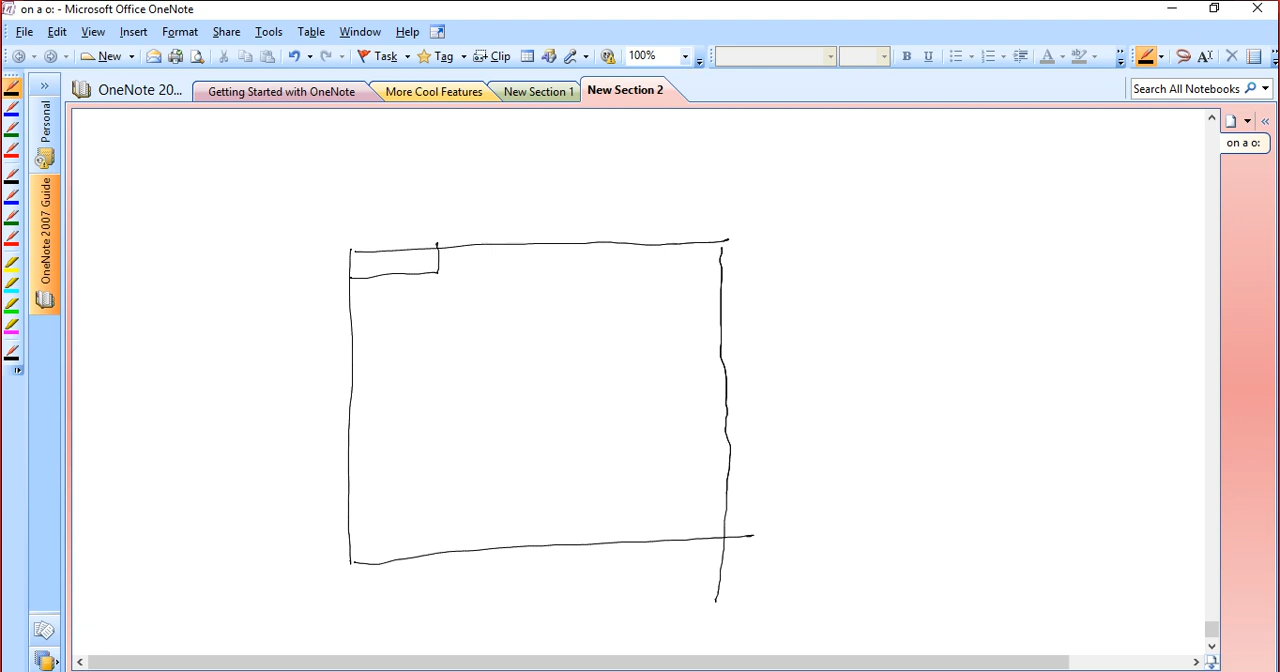 on a o: - Microsoft Office OneNote
File Edit View Insert Format Share Tools Table Window Help
New Task Tag Clip 100% B U A ab A
OneNote 20... Getting Started with OneNote More Cool Features New Section 1 New Section 2 Search All Notebooks
on a o:
Personal
OneNote 2007 Guide